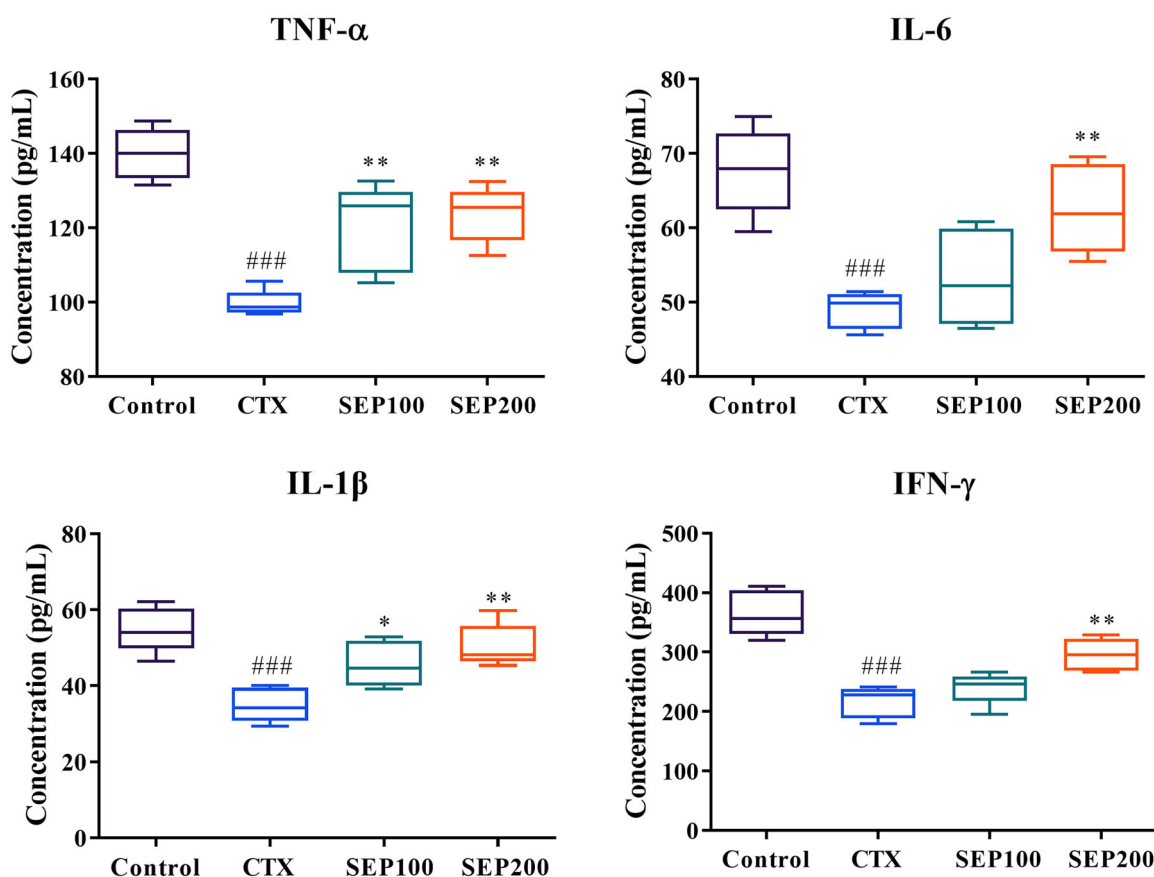 TNF-α
Concentration (pg/mL)
160
140
120
100
80
###
**
**
Control CTX SEP100 SEP200
IL-6
Concentration (pg/mL)
80
70
60
50
40
###
**
Control CTX SEP100 SEP200
IL-1β
Concentration (pg/mL)
80
60
40
20
0
###
*
**
Control CTX SEP100 SEP200
IFN-γ
Concentration (pg/mL)
500
400
300
200
100
0
###
**
Control CTX SEP100 SEP200